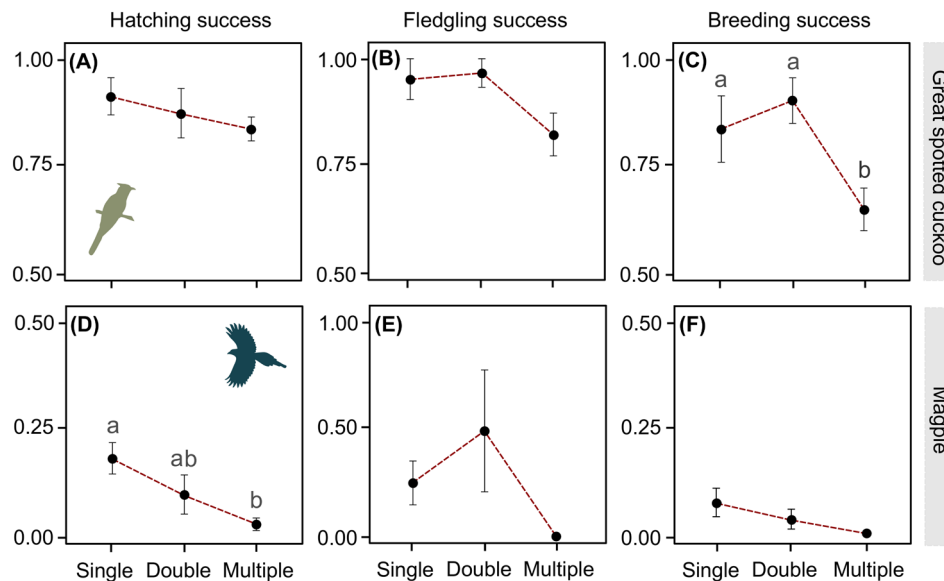 Hatching success
Fledgling success
Breeding success
(A)
1.00
0.75
0.50
(B)
1.00
0.75
0.50
(C)
1.00
0.75
0.50
a
a
b
Great spotted cuckoo
(D)
0.50
0.25
0.00
a
ab
b
Single Double Multiple
(E)
1.00
0.50
0.00
Single Double Multiple
(F)
0.50
0.25
0.00
Single Double Multiple
Magpie